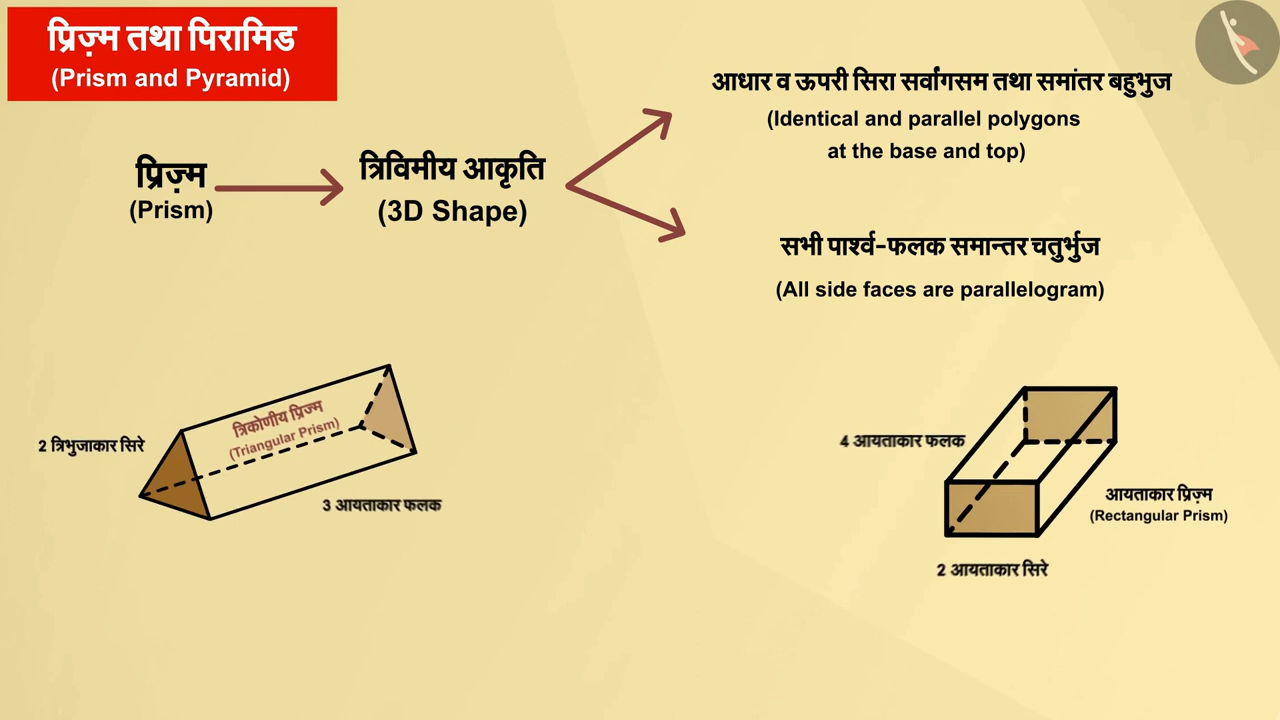 प्रिज़्म तथा पिरामिड
(Prism and Pyramid)
आधार व ऊपरी सिरा सर्वांगसम तथा समांतर बहुभुज
(Identical and parallel polygons
at the base and top)
प्रिज़्म
(Prism)
त्रिविमीय आकृति
(3D Shape)
सभी पार्श्व-फलक समान्तर चतुर्भुज
(All side faces are parallelogram)
त्रिकोणीय प्रिज्म
(Triangular Prism)
2 त्रिभुजाकार सिरे
3 आयताकार फलक
4 आयताकार फलक
आयताकार प्रिज़्म
(Rectangular Prism)
2 आयताकार सिरे